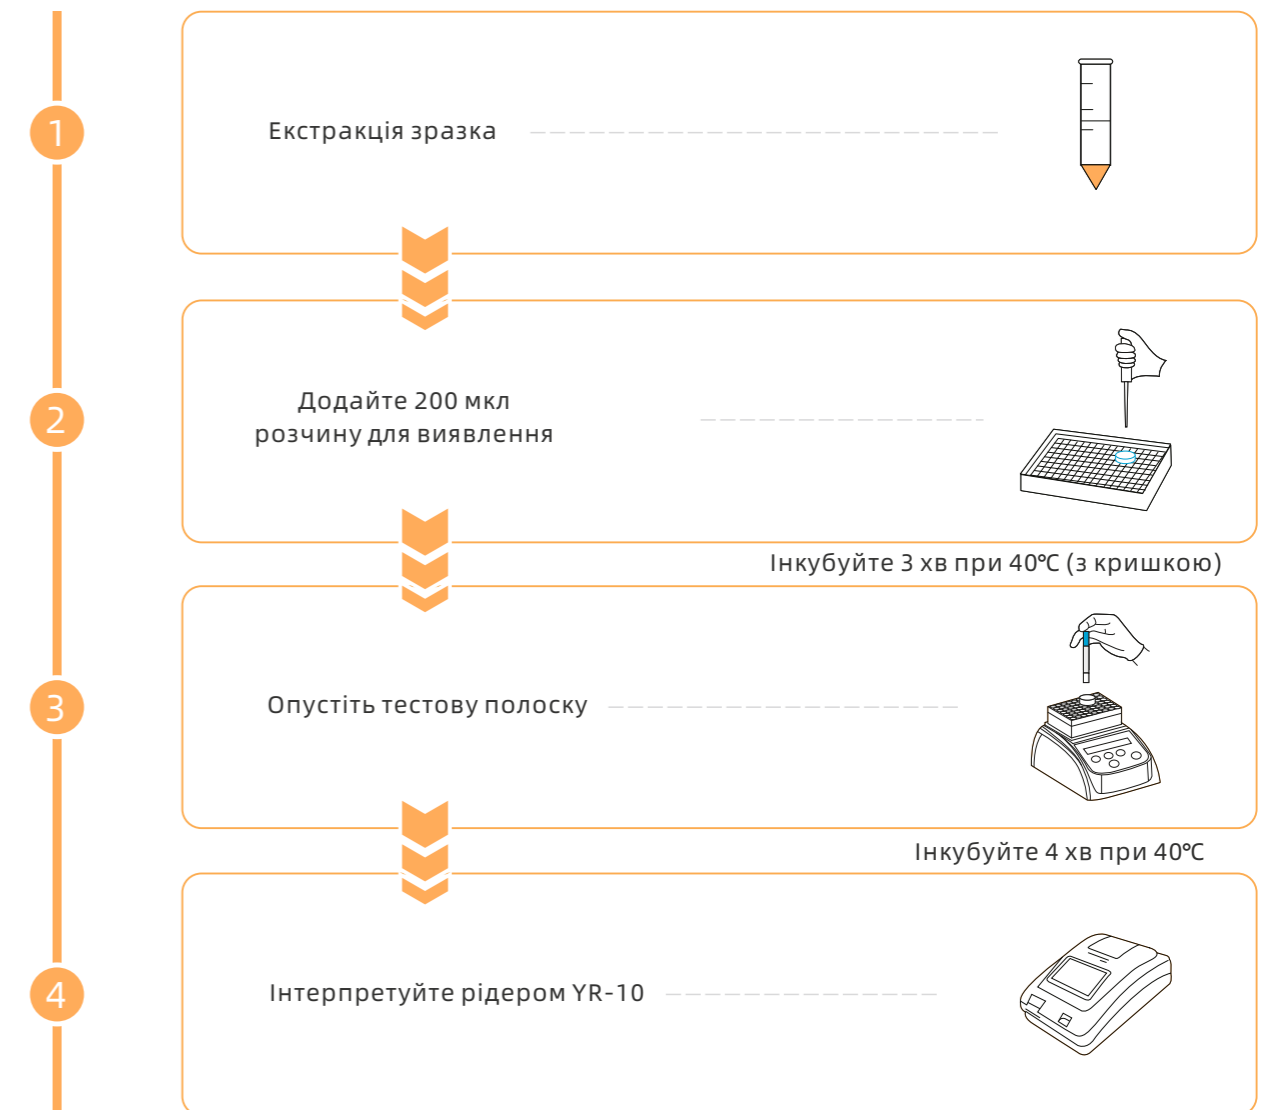 1
Екстракція зразка
2
Додайте 200 мкл
розчину для виявлення
Інкубуйте 3 хв при 40℃ (з кришкою)
3
Опустіть тестову полоску
Інкубуйте 4 хв при 40℃
4
Інтерпретуйте рідером YR-10